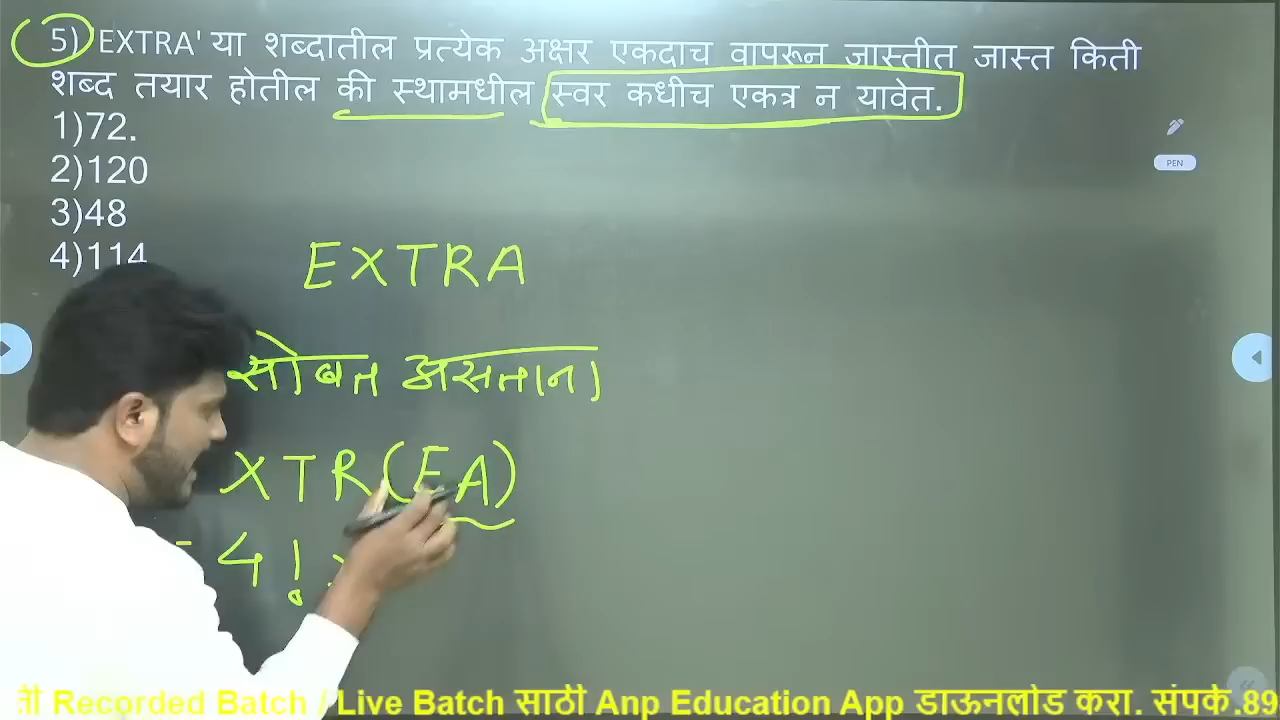 5) 'EXTRA' या शब्दातील प्रत्येक अक्षर एकदाच वापरून जास्तीत जास्त किती
शब्द तयार होतील की स्थामधील स्वर कधीच एकत्र न यावेत.
1)72.
2)120
3)48
4)114
PEN
EXTRA
सोबत असताना
XTR(EA)
= 4! ×
Recorded Batch / Live Batch साठी Anp Education App डाऊनलोड करा. संपर्क.89